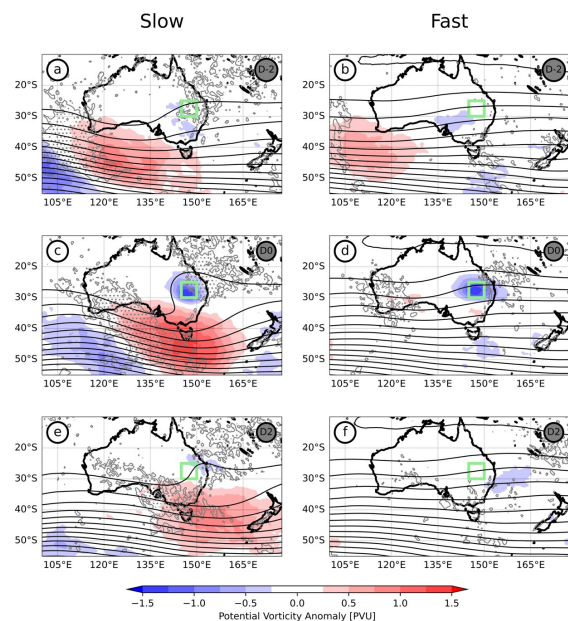 Slow Fast
a D-2 b D-2
20°S 20°S
30°S 30°S
40°S 40°S
50°S 50°S
105°E 120°E 135°E 150°E 165°E 105°E 120°E 135°E 150°E 165°E
c D0 d D0
20°S 20°S
30°S 30°S
40°S 40°S
50°S 50°S
105°E 120°E 135°E 150°E 165°E 105°E 120°E 135°E 150°E 165°E
e D2 f D2
20°S 20°S
30°S 30°S
40°S 40°S
50°S 50°S
105°E 120°E 135°E 150°E 165°E 105°E 120°E 135°E 150°E 165°E
−1.5 −1.0 −0.5 0.0 0.5 1.0 1.5
Potential Vorticity Anomaly [PVU]